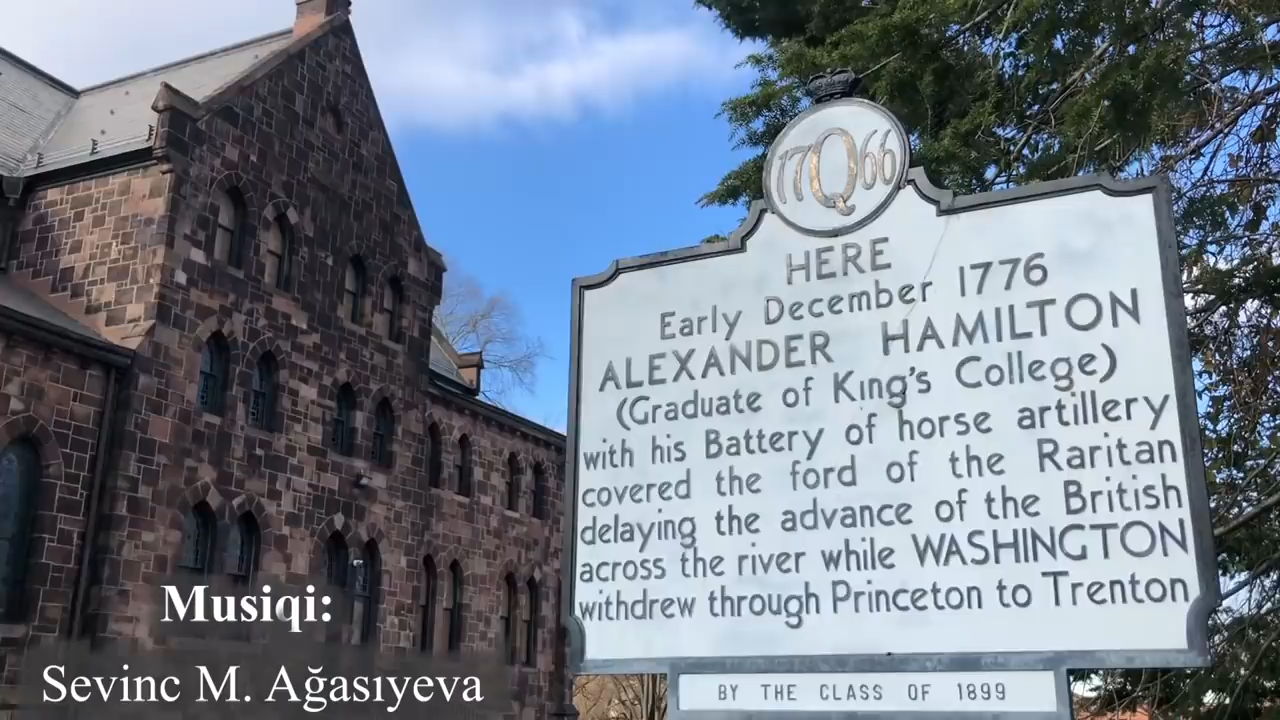 17Q66
HERE
Early December 1776
ALEXANDER HAMILTON
(Graduate of King's College)
with his Battery of horse artillery
covered the ford of the Raritan
delaying the advance of the British
across the river while WASHINGTON
withdrew through Princeton to Trenton
BY THE CLASS OF 1899
Musiqi:
Sevinc M. Ağasıyeva